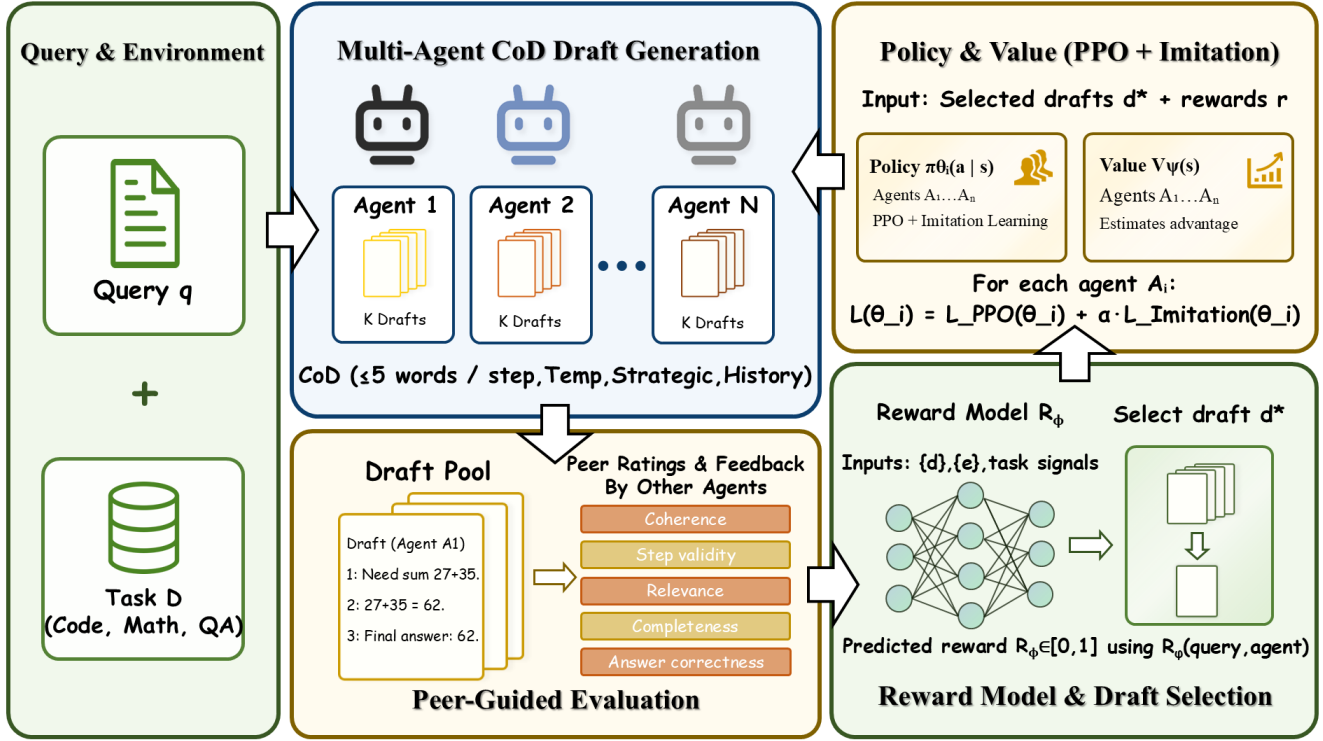 Query & Environment
Query q
+
Task D
(Code, Math, QA)
Multi-Agent CoD Draft Generation
Agent 1
K Drafts
Agent 2
K Drafts
Agent N
K Drafts
CoD (≤5 words / step,Temp,Strategic,History)
Draft Pool
Draft (Agent A1)
1: Need sum 27+35.
2: 27+35 = 62.
3: Final answer: 62.
Peer Ratings & Feedback
By Other Agents
Coherence
Step validity
Relevance
Completeness
Answer correctness
Peer-Guided Evaluation
Policy & Value (PPO + Imitation)
Input: Selected drafts d* + rewards r
Policy πθᵢ(a | s)
Agents A₁…Aₙ
PPO + Imitation Learning
Value Vψ(s)
Agents A₁…Aₙ
Estimates advantage
For each agent Aᵢ:
L(θ_i) = L_PPO(θ_i) + α·L_Imitation(θ_i)
Reward Model R_ϕ
Inputs: {d},{e},task signals
Select draft d*
Predicted reward R_ϕ∈[0,1] using R_φ(query,agent)
Reward Model & Draft Selection